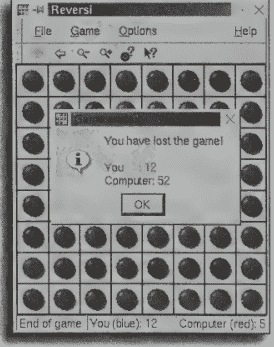 Reversi
File Game Options Help
You have lost the game!
You 12
Computer: 52
OK
End of game You (blue): 12 Computer (red): 5